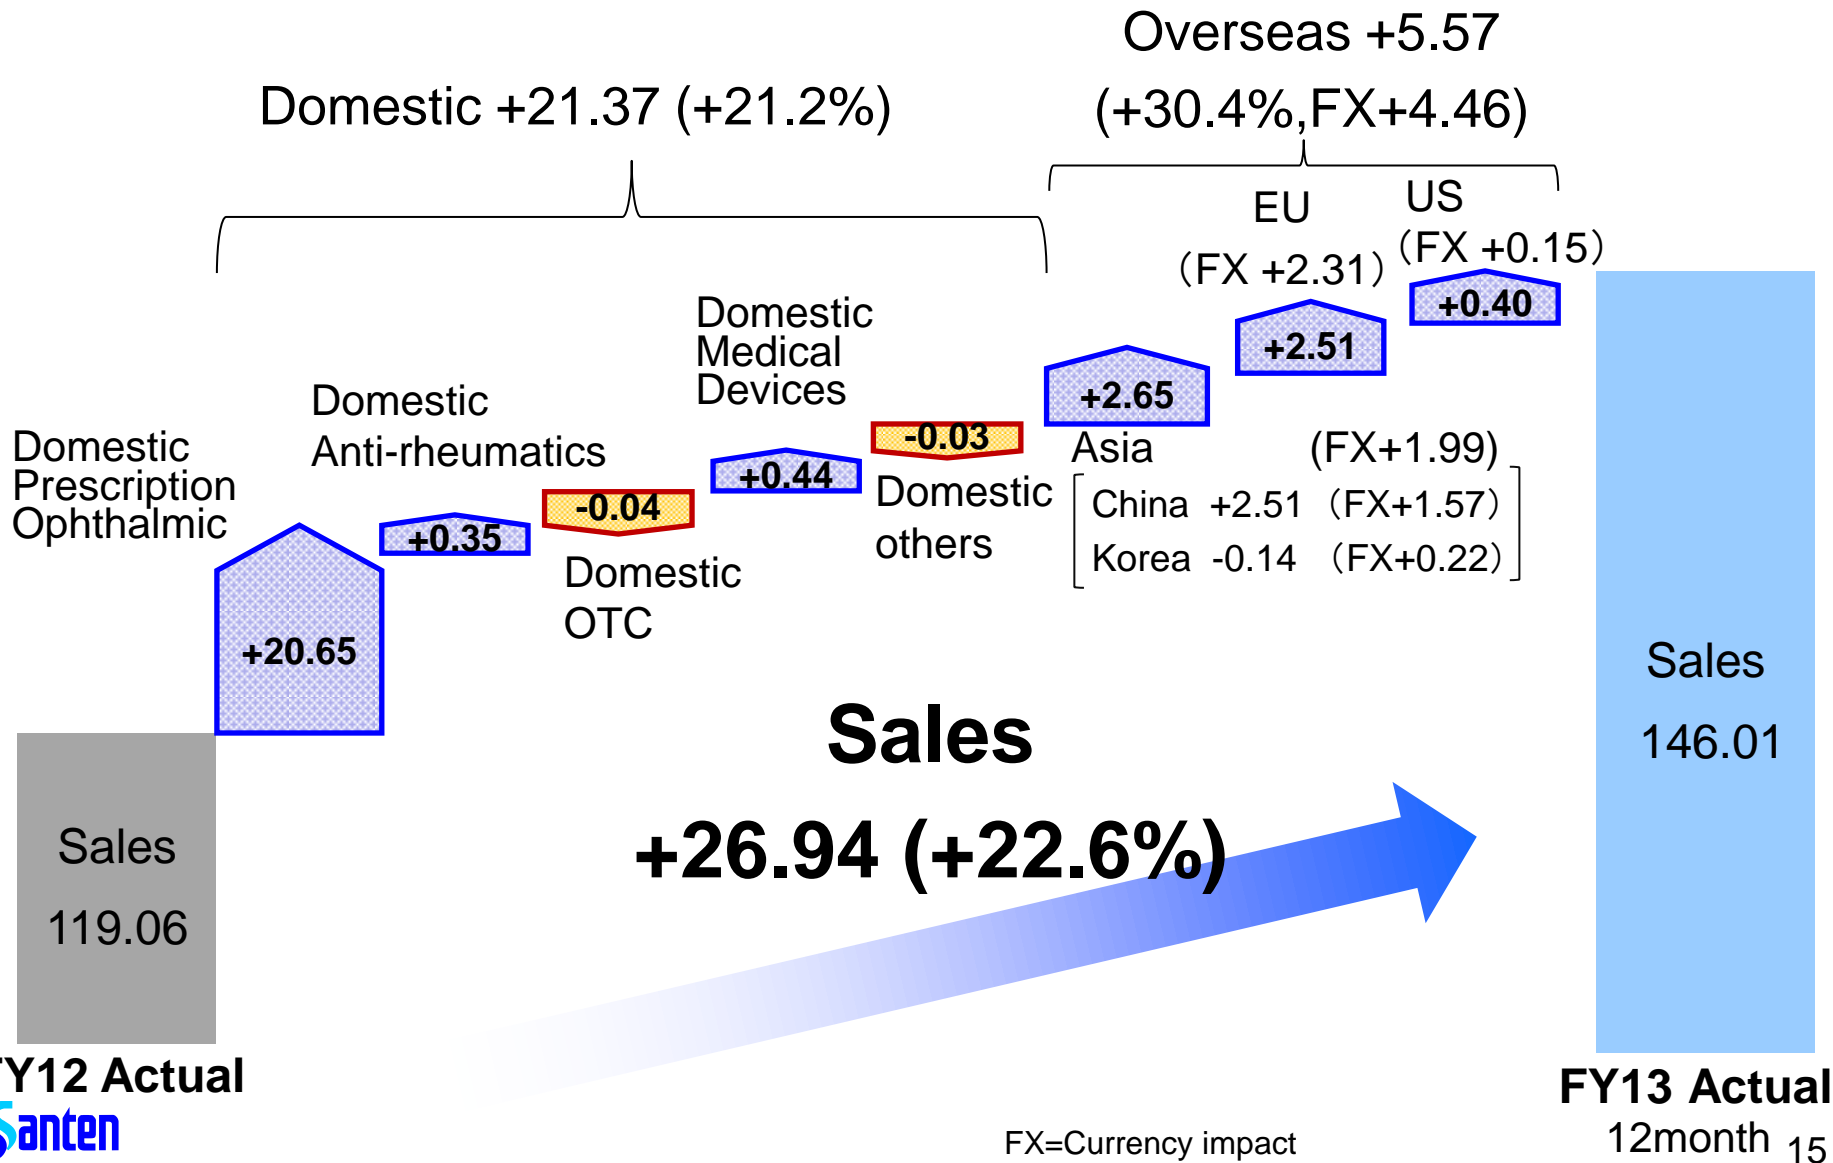 Overseas +5.57
(+30.4%,FX+4.46)
Domestic +21.37 (+21.2%)
EU
（FX +2.31）
US
（FX +0.15）
+0.40
+2.51
+2.65
Domestic
Medical
Devices
Domestic
Anti-rheumatics
Domestic
Prescription
Ophthalmic
-0.03
+0.44
-0.04
+0.35
+20.65
Asia (FX+1.99)
China +2.51 （FX+1.57）
Korea -0.14 （FX+0.22）
Domestic
others
Domestic
OTC
Sales
+26.94 (+22.6%)
Sales
146.01
Sales
119.06
FY12 Actual
Santen
FX=Currency impact
FY13 Actual
12month
15